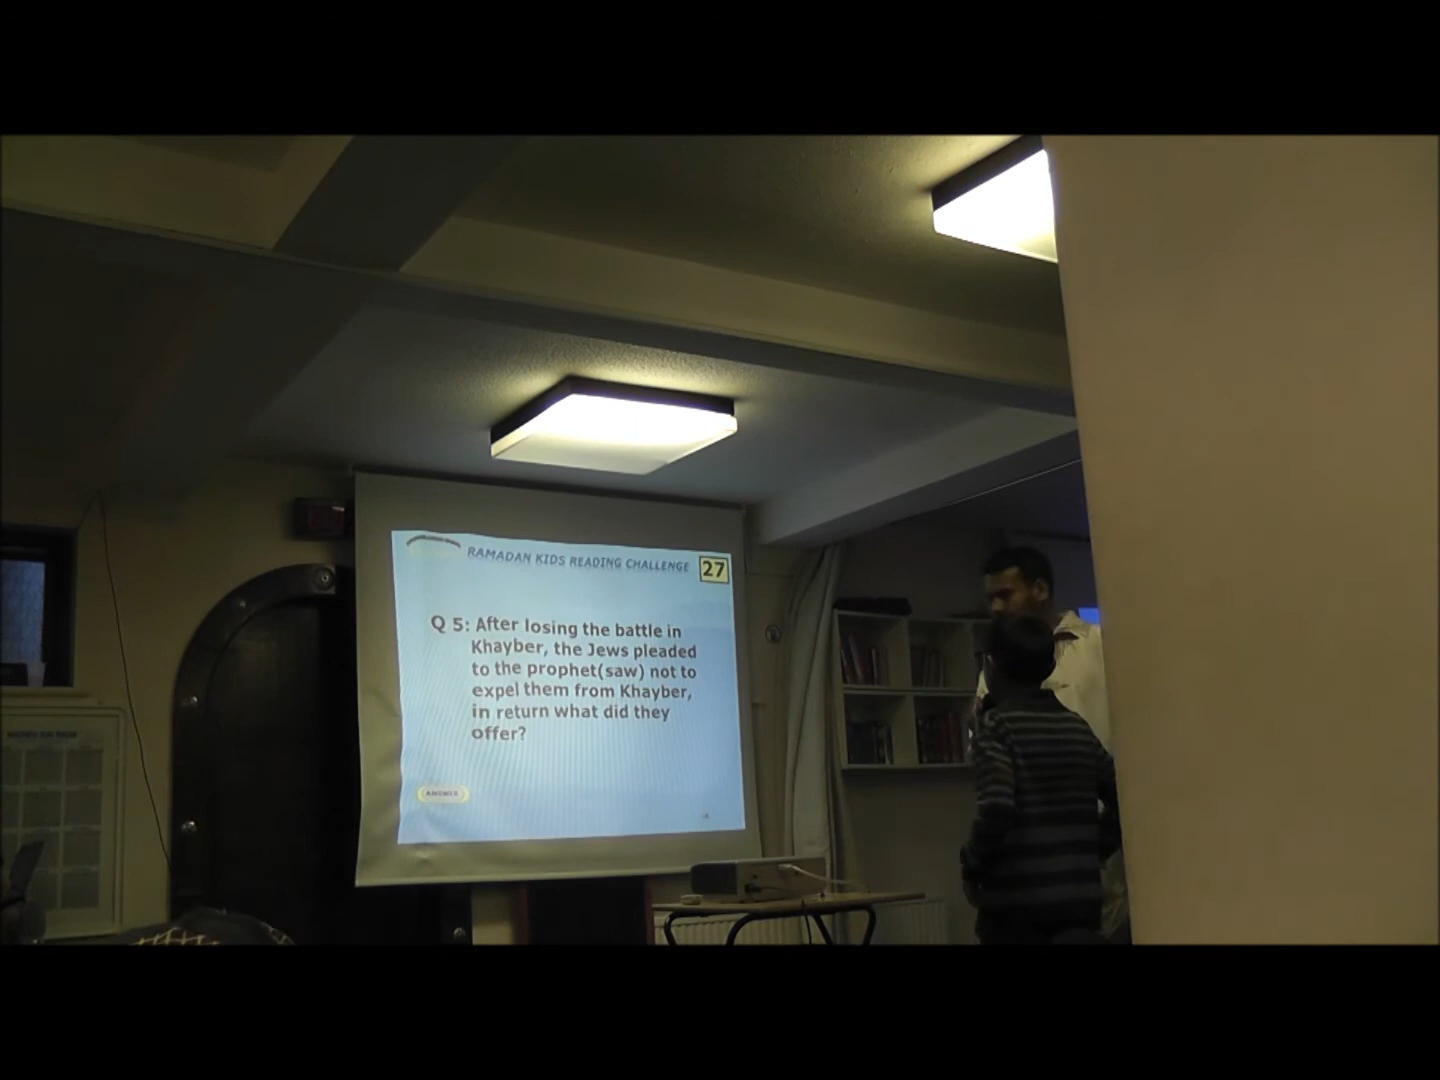 RAMADAN KIDS READING CHALLENGE
27
Q 5: After losing the battle in
Khayber, the Jews pleaded
to the prophet(saw) not to
expel them from Khayber,
in return what did they
offer?
ANSWER